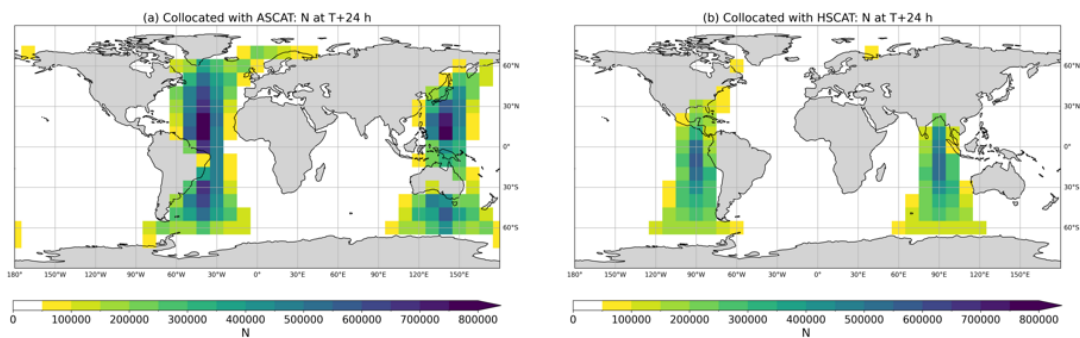 (a) Collocated with ASCAT: N at T+24 h
60°N
30°N
0°
30°S
60°S
180° 150°W 120°W 90°W 60°W 30°W 0° 30°E 60°E 90°E 120°E 150°E
0 100000 200000 300000 400000 500000 600000 700000 800000
N
(b) Collocated with HSCAT: N at T+24 h
60°N
30°N
0°
30°S
60°S
180° 150°W 120°W 90°W 60°W 30°W 0° 30°E 60°E 90°E 120°E 150°E
0 100000 200000 300000 400000 500000 600000 700000 800000
N